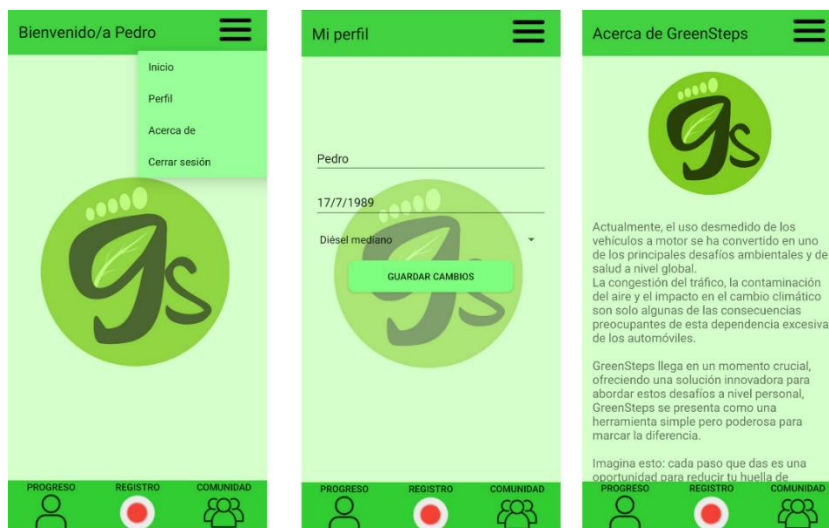 Bienvenido/a Pedro
Inicio
Perfil
Acerca de
Cerrar sesión
gs
PROGRESO REGISTRO COMUNIDAD
Mi perfil
Pedro
17/7/1989
Diésel mediano
GUARDAR CAMBIOS
gs
PROGRESO REGISTRO COMUNIDAD
Acerca de GreenSteps
gs
Actualmente, el uso desmedido de los
vehículos a motor se ha convertido en uno
de los principales desafíos ambientales y de
salud a nivel global.
La congestión del tráfico, la contaminación
del aire y el impacto en el cambio climático
son solo algunas de las consecuencias
preocupantes de esta dependencia excesiva
de los automóviles.
GreenSteps llega en un momento crucial,
ofreciendo una solución innovadora para
abordar estos desafíos a nivel personal,
GreenSteps se presenta como una
herramienta simple pero poderosa para
marcar la diferencia.
Imagina esto: cada paso que das es una
oportunidad para reducir tu huella de
PROGRESO REGISTRO COMUNIDAD